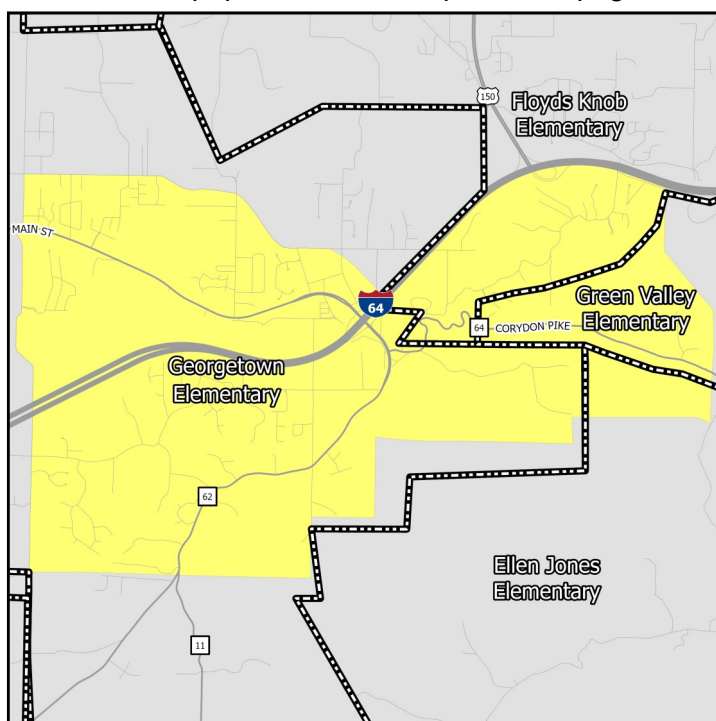 150
Floyds Knob
Elementary
MAIN ST
64
Green Valley
Elementary
64
CORYDON PIKE
Georgetown
Elementary
62
Ellen Jones
Elementary
11